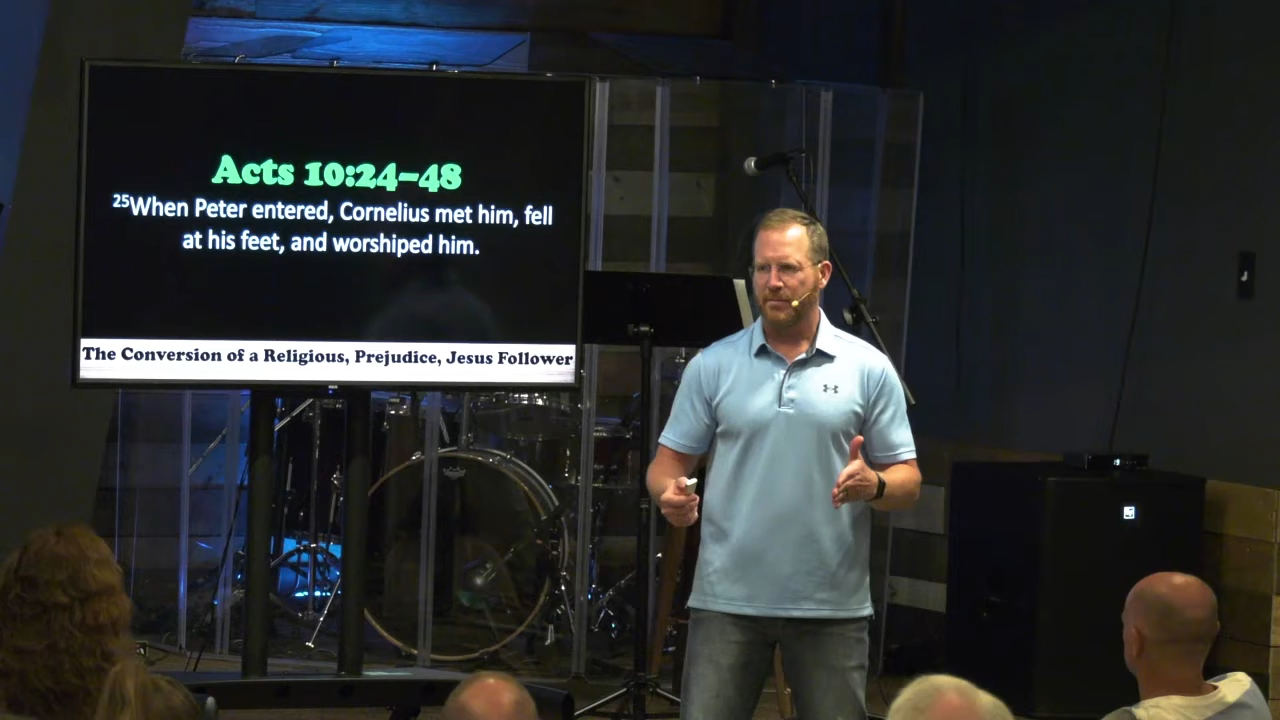 Acts 10:24–48
²⁵When Peter entered, Cornelius met him, fell
at his feet, and worshiped him.
The Conversion of a Religious, Prejudice, Jesus Follower